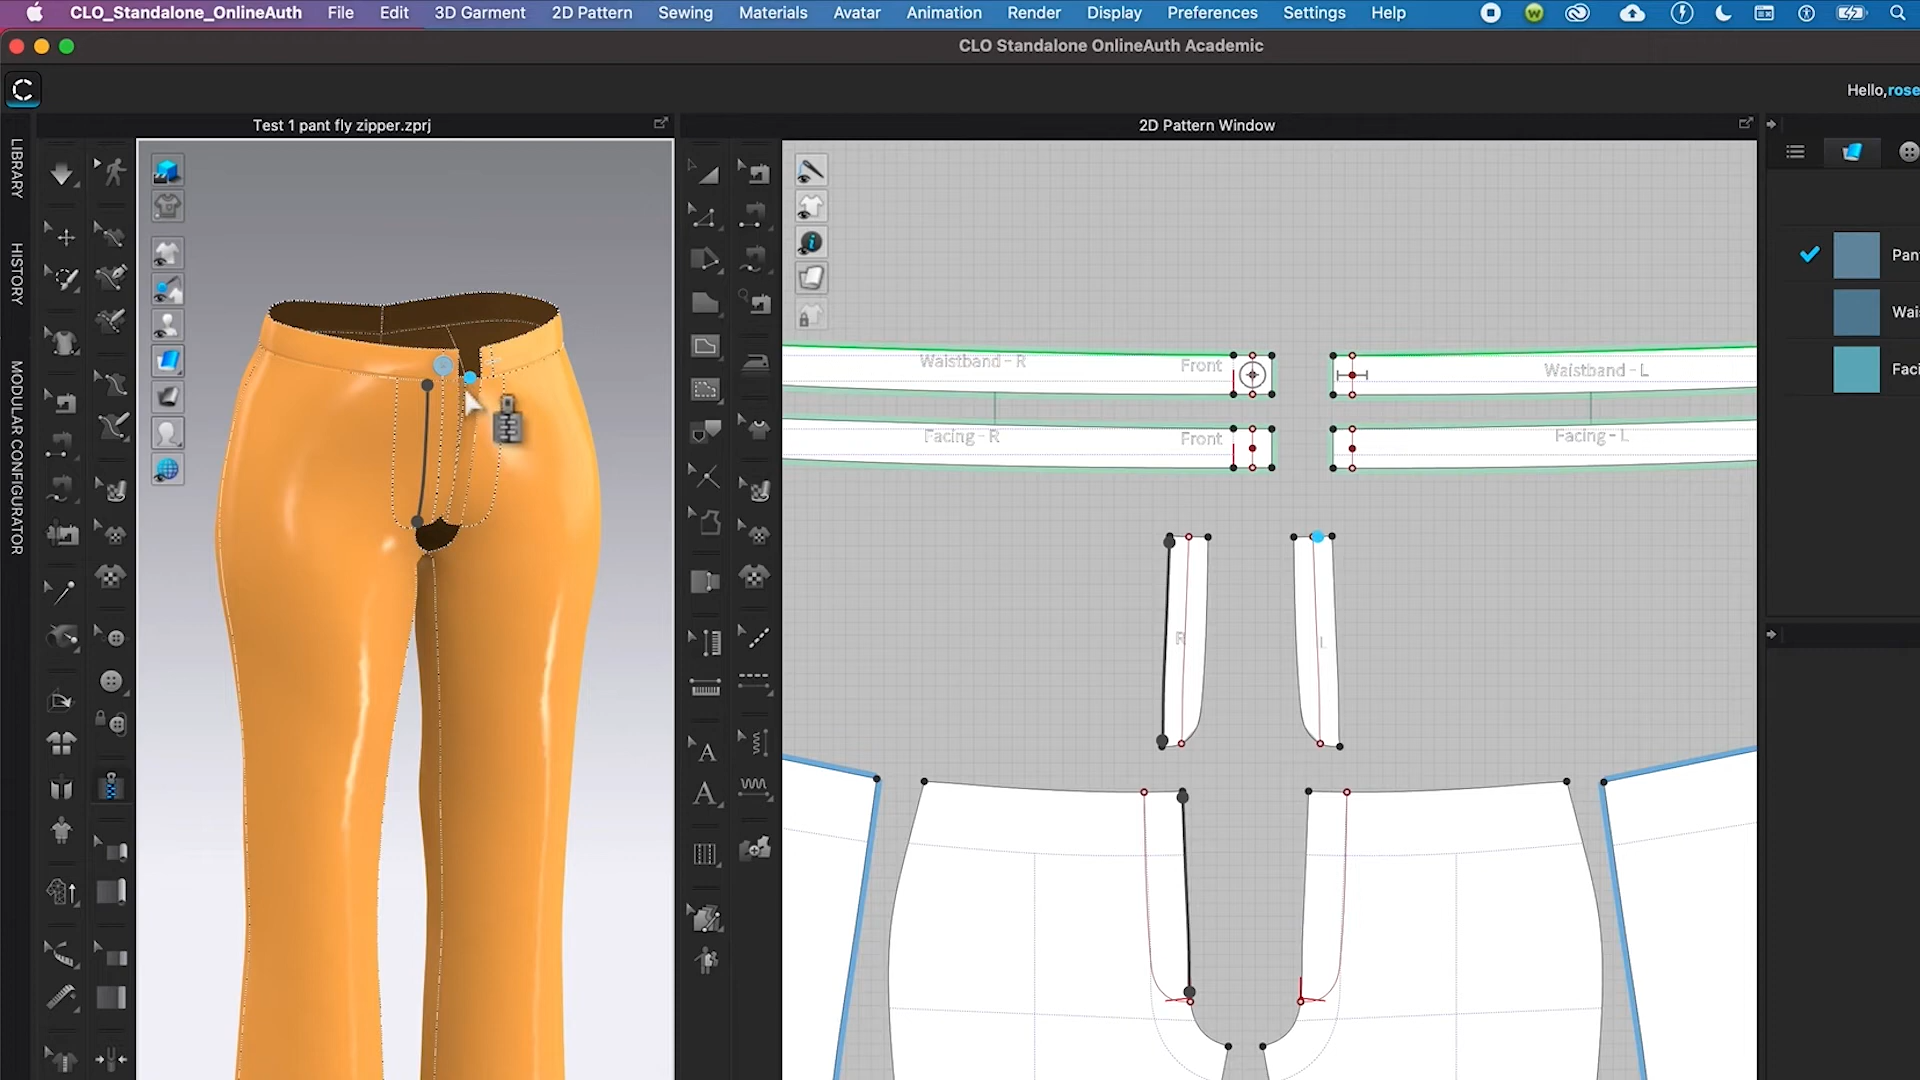 CLO_Standalone_OnlineAuth File Edit 3D Garment 2D Pattern Sewing Materials Avatar Animation Render Display Preferences Settings Help
CLO Standalone OnlineAuth Academic
Hello,rose
Test 1 pant fly zipper.zprj
2D Pattern Window
LIBRARY
HISTORY
MODULAR CONFIGURATOR
Pan
Wai
Faci
Waistband - R
Front
Waistband - L
Facing - R
Front
Facing - L
R
L
A
A